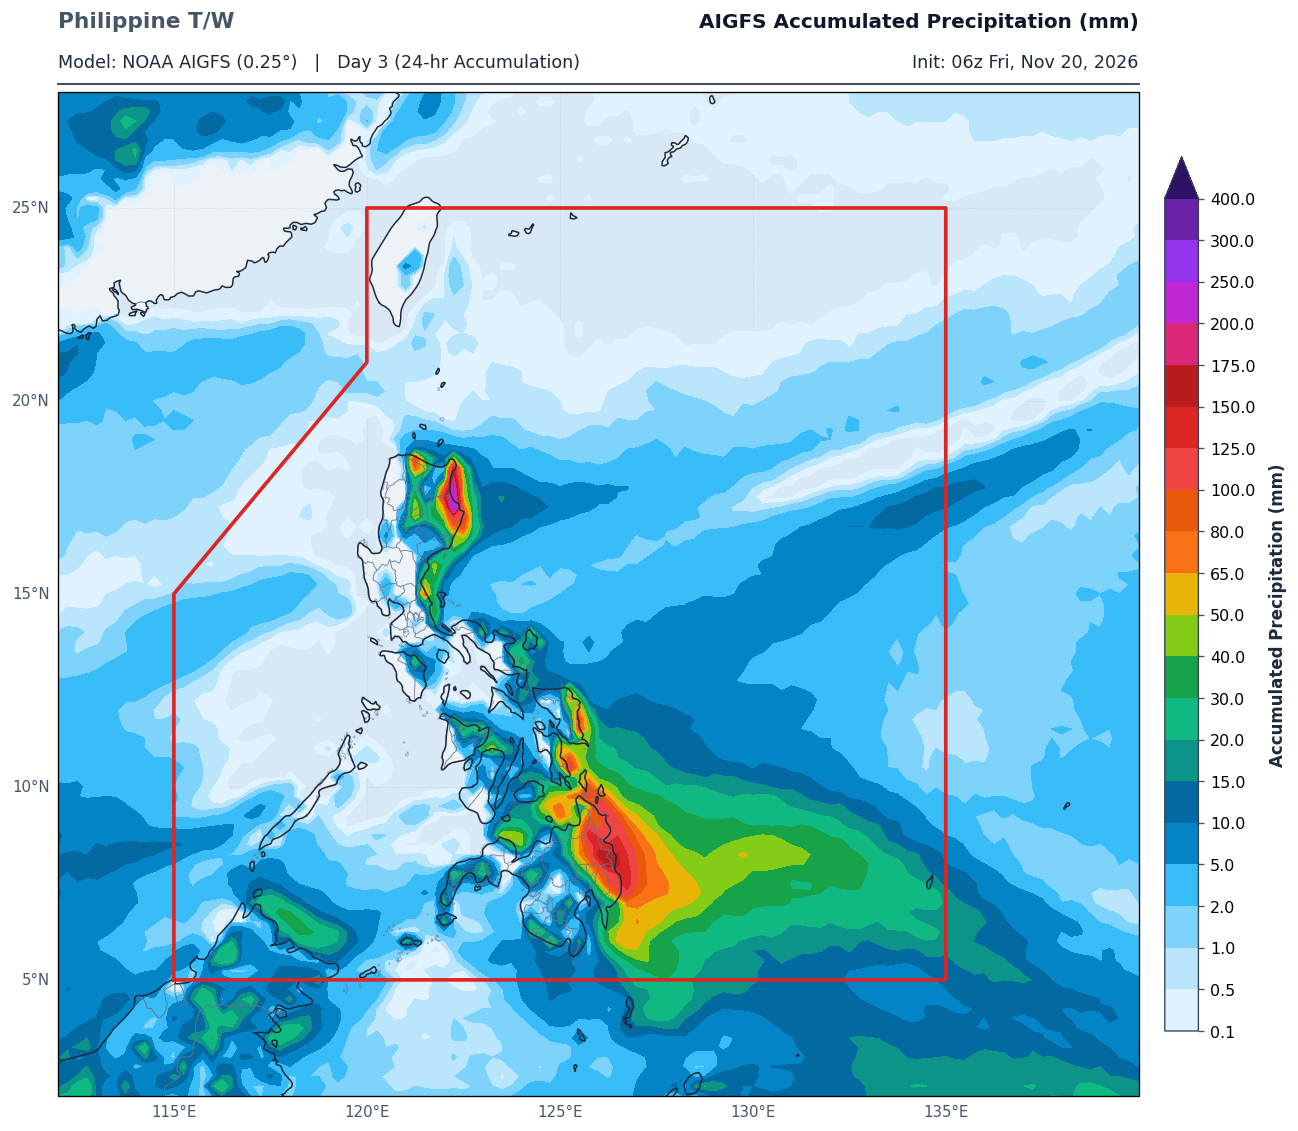 Philippine T/W
AIGFS Accumulated Precipitation (mm)
Model: NOAA AIGFS (0.25°)   |   Day 3 (24-hr Accumulation)
Init: 06z Fri, Nov 20, 2026
25°N
20°N
15°N
10°N
5°N
115°E
120°E
125°E
130°E
135°E
400.0
300.0
250.0
200.0
175.0
150.0
125.0
100.0
80.0
65.0
50.0
40.0
30.0
20.0
15.0
10.0
5.0
2.0
1.0
0.5
0.1
Accumulated Precipitation (mm)